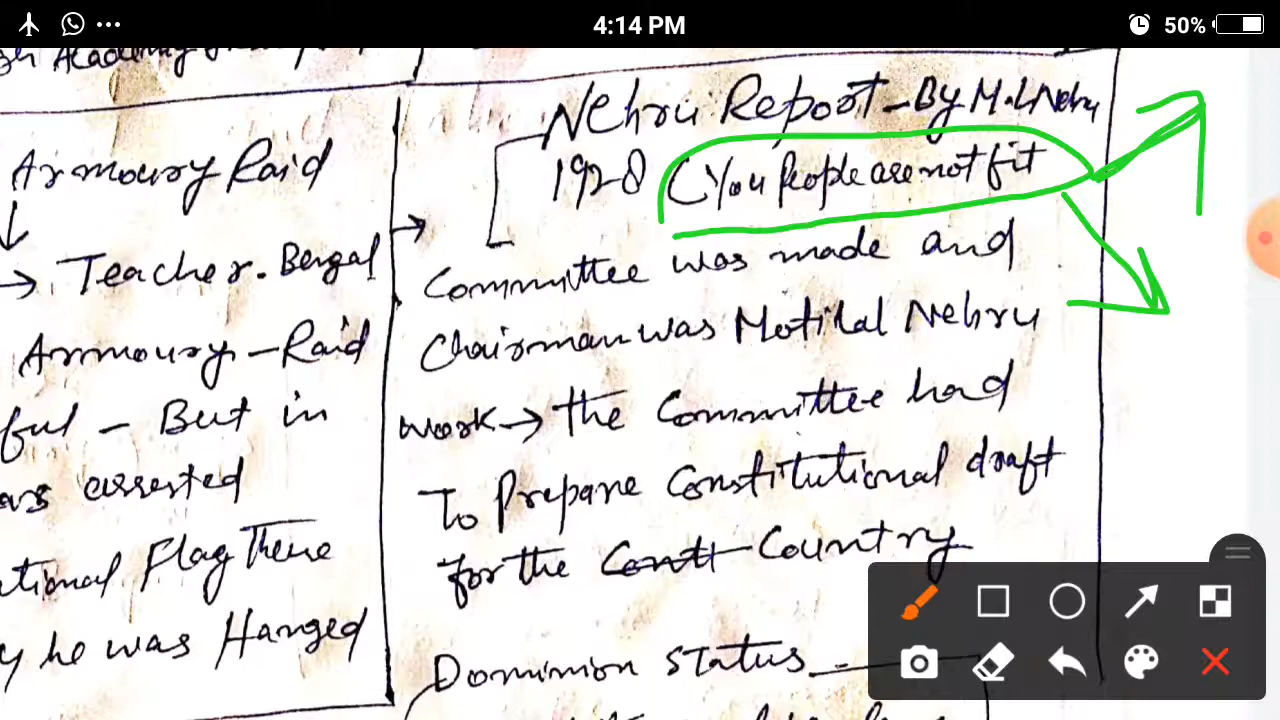 4:14 PM
50%
Academy
Armoury Raid
→ Teacher. Bengal
Armoury - Raid
ful - But in
arrested
tional Flag There
y he was Hanged
Nehru Report - By M.L Nehru
1928 (You People are not fit
Committee was made and
Chairman was Motilal Nehru
work → the Committee had
To Prepare Constitutional draft
for the Country
Dominion Status -